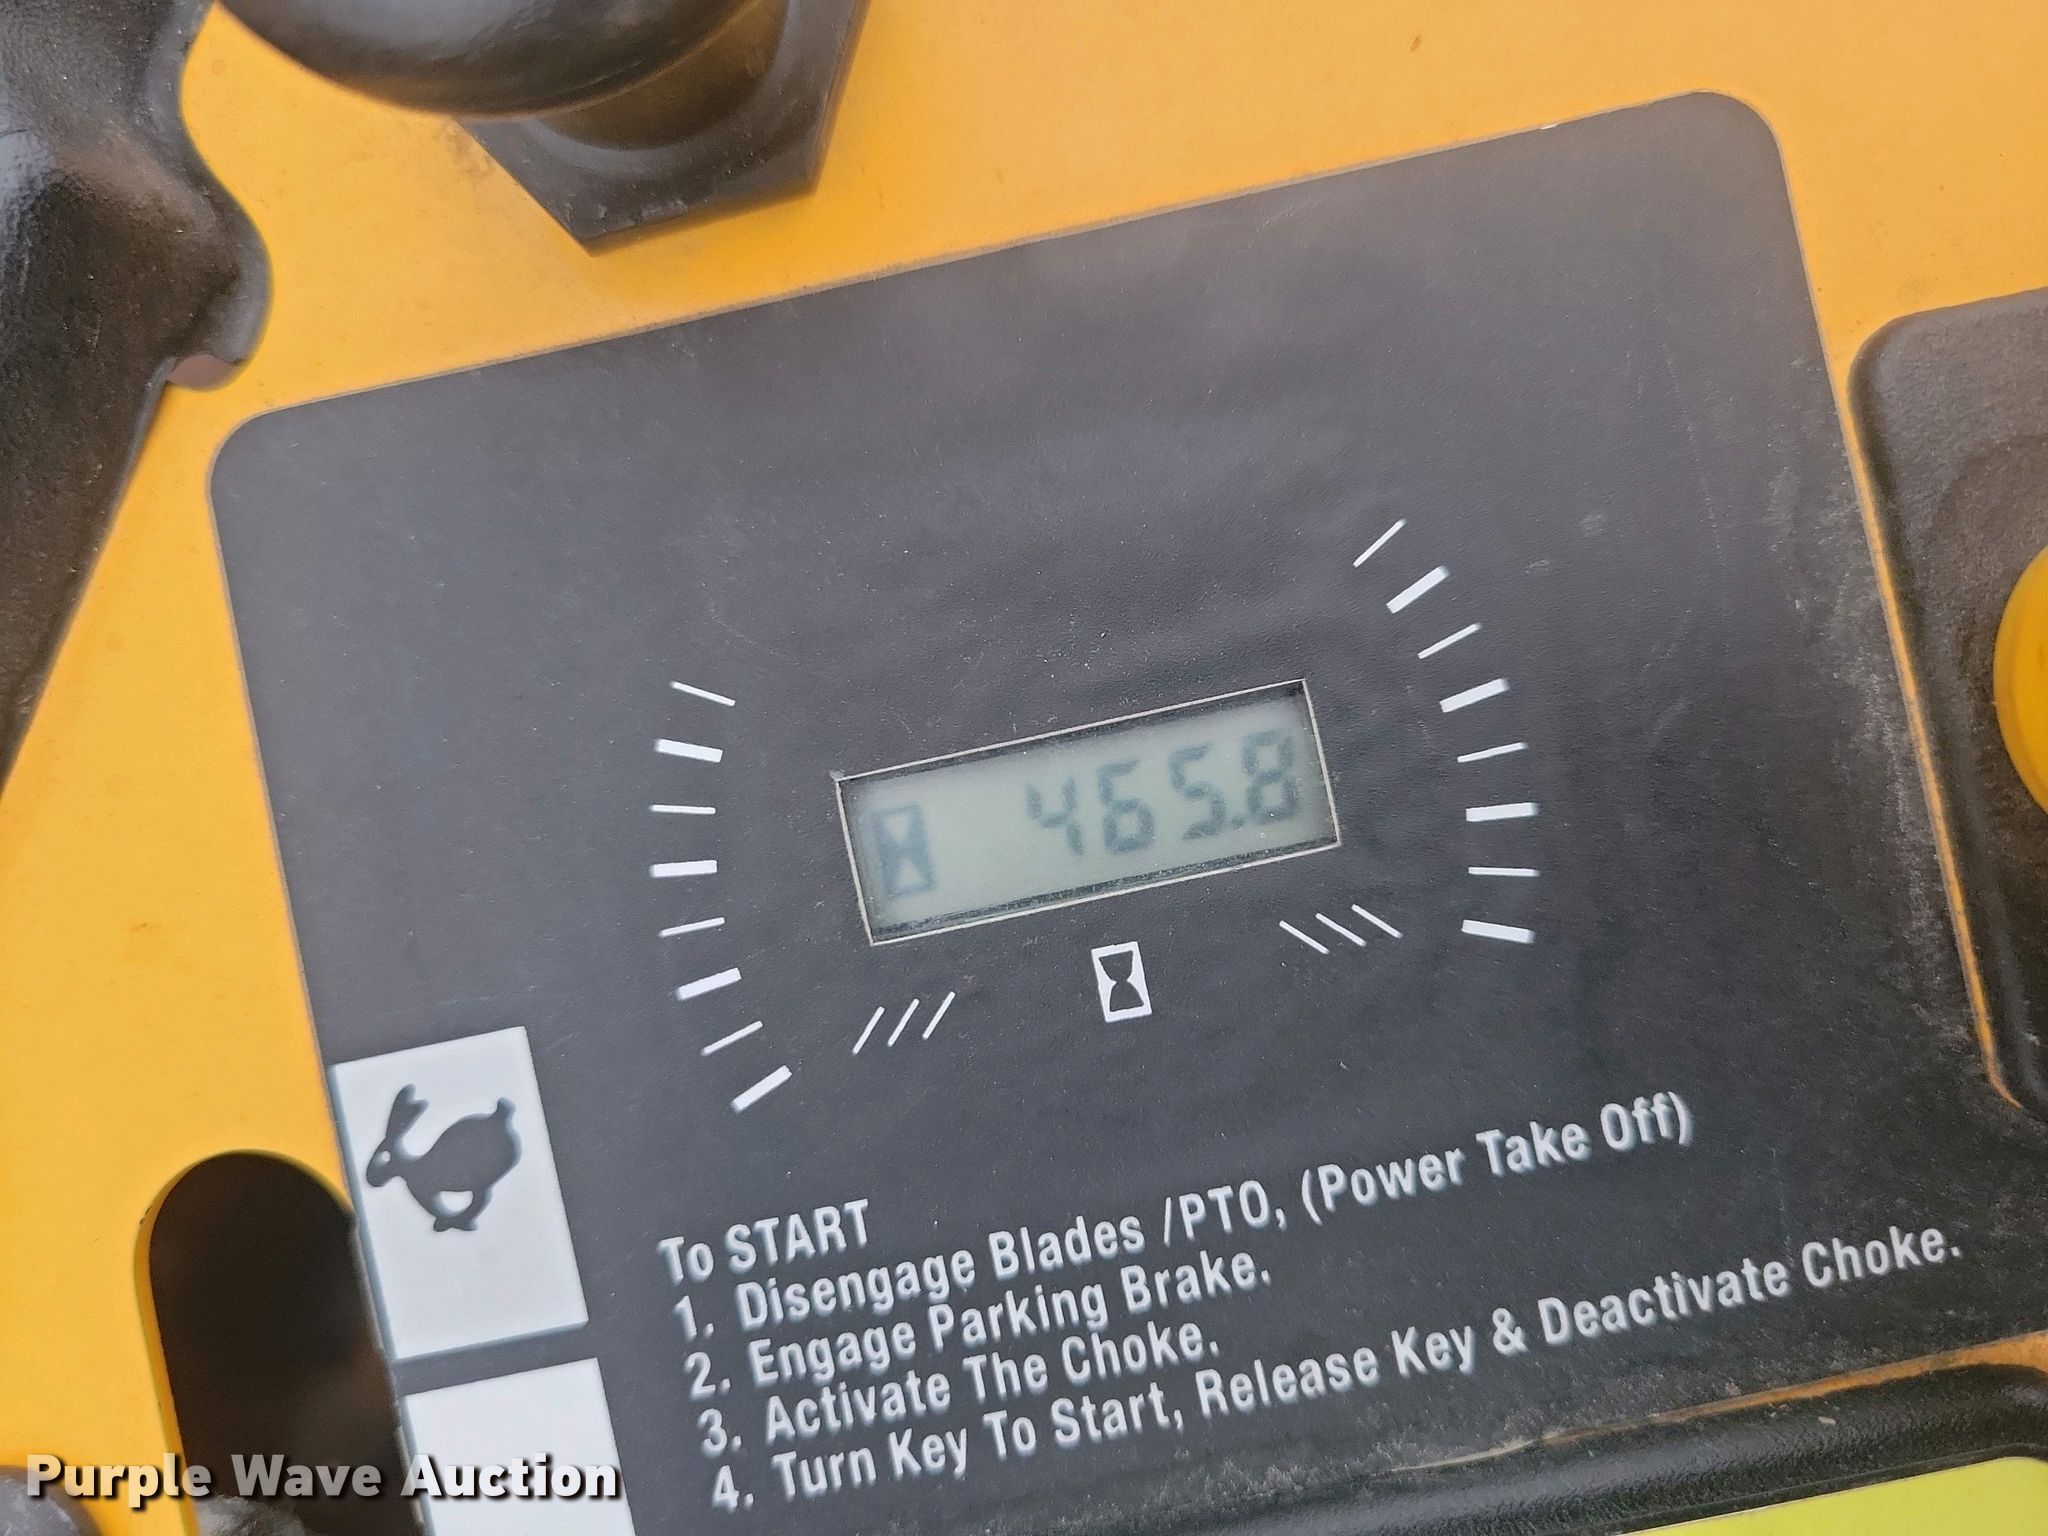 465.8
To START
1. Disengage Blades /PTO, (Power Take Off)
2. Engage Parking Brake.
3. Activate The Choke.
4. Turn Key To Start, Release Key & Deactivate Choke.
Purple Wave Auction